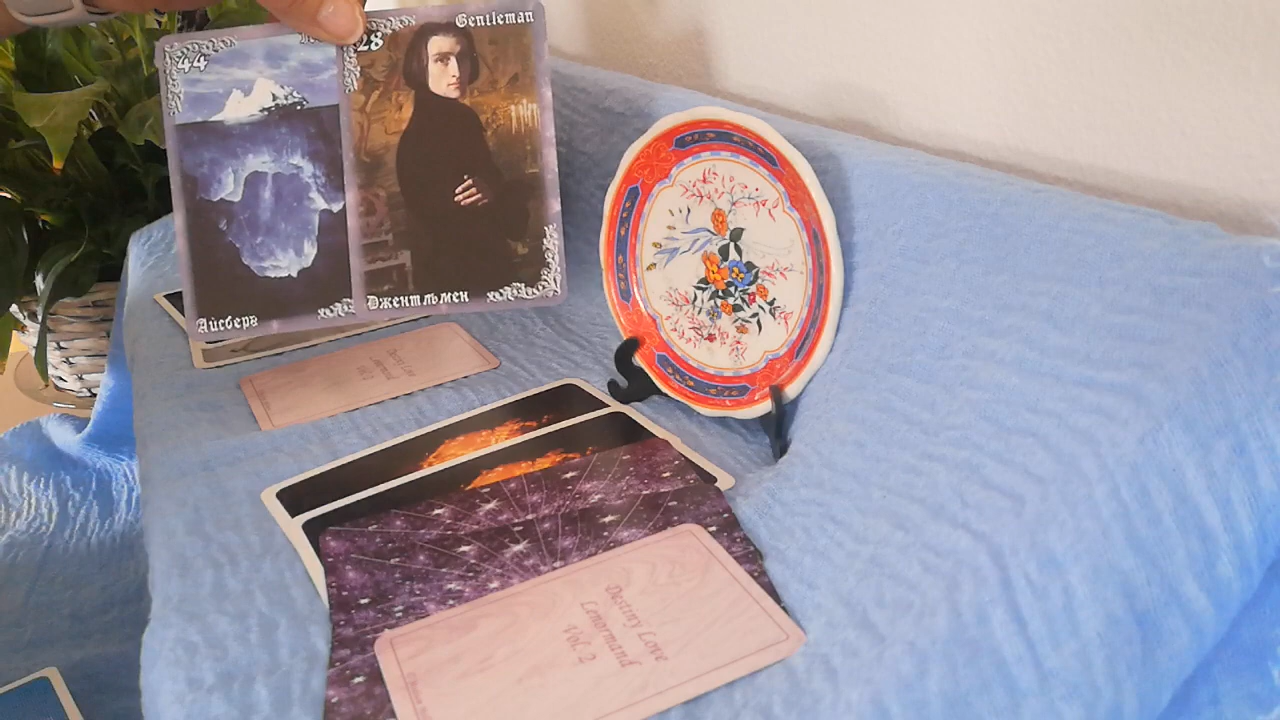 44
28
Gentleman
Айсберг
Джентльмен
Destiny Love
Lenormand
Vol. 2
Destiny Love
Lenormand
Vol. 2